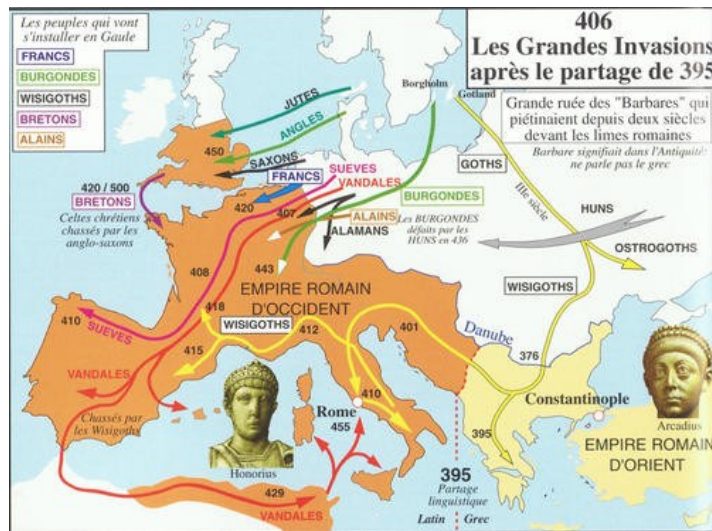 Les peuples qui vont
s'installer en Gaule
FRANCS
BURGONDES
WISIGOTHS
BRETONS
ALAINS
406
Les Grandes Invasions
après le partage de 395
Grande ruée des "Barbares" qui
piétinaient depuis deux siècles
devant les limes romaines
Barbare signifiait dans l'Antiquité:
ne parle pas le grec
Borgholm
Gotland
JUTES
ANGLES
SAXONS
450
GOTHS
IIIe siècle
SUEVES
VANDALES
FRANCS
420
407
420 / 500
BRETONS
Celtes chrétiens
chassés par les
anglo-saxons
BURGONDES
ALAINS
ALAMANS
Les BURGONDES
défaits par les
HUNS en 436
HUNS
OSTROGOTHS
WISIGOTHS
408
443
EMPIRE ROMAIN
D'OCCIDENT
418
WISIGOTHS
412
401
Danube
376
410
SUEVES
415
VANDALES
Chassés par
les Wisigoths
Honorius
Rome
455
410
Constantinople
Arcadius
395
EMPIRE ROMAIN
D'ORIENT
395
Partage
linguistique
Latin
Grec
429
VANDALES